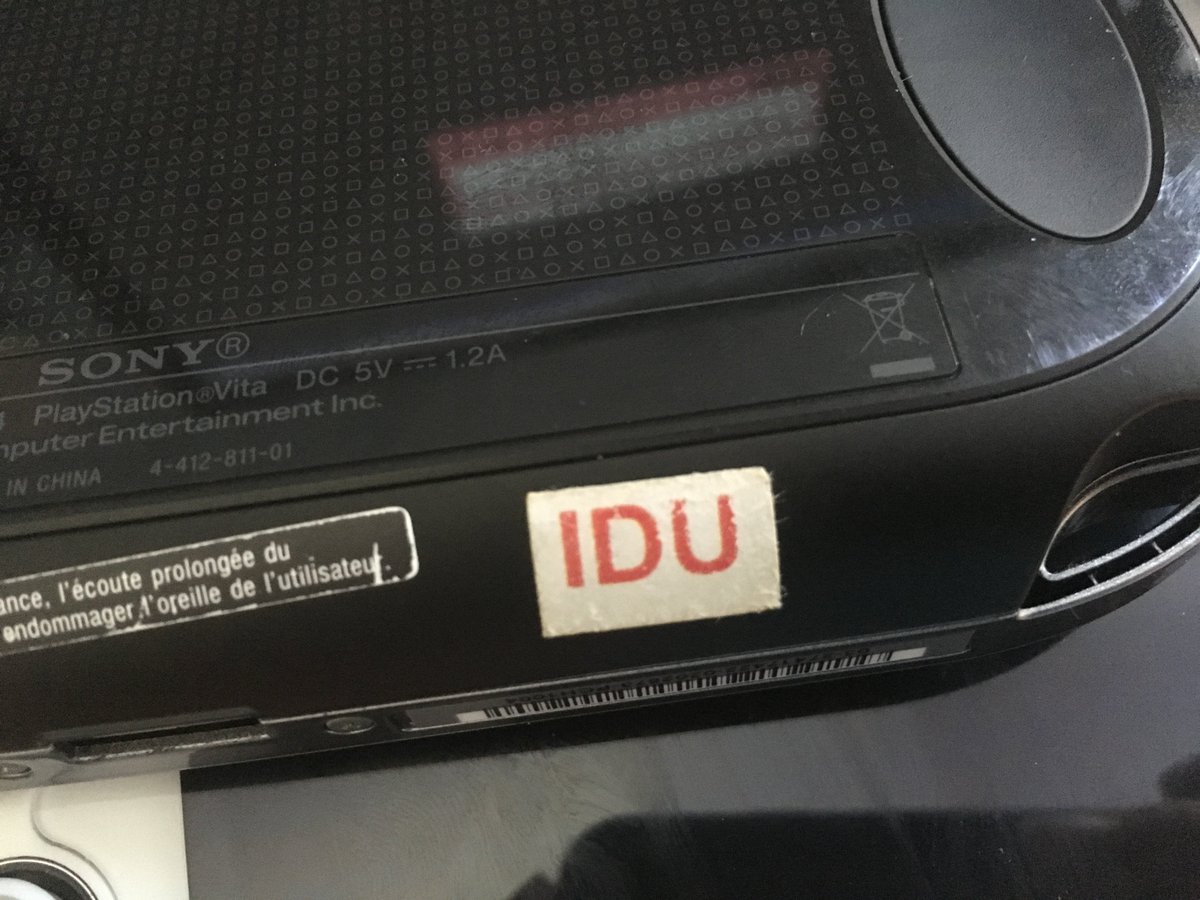 SONY®
PlayStation®Vita DC 5V ⎓ 1.2A
mputer Entertainment Inc.
IN CHINA 4-412-811-01
ance, l'écoute prolongée du
endommager l'oreille de l'utilisateur.
IDU